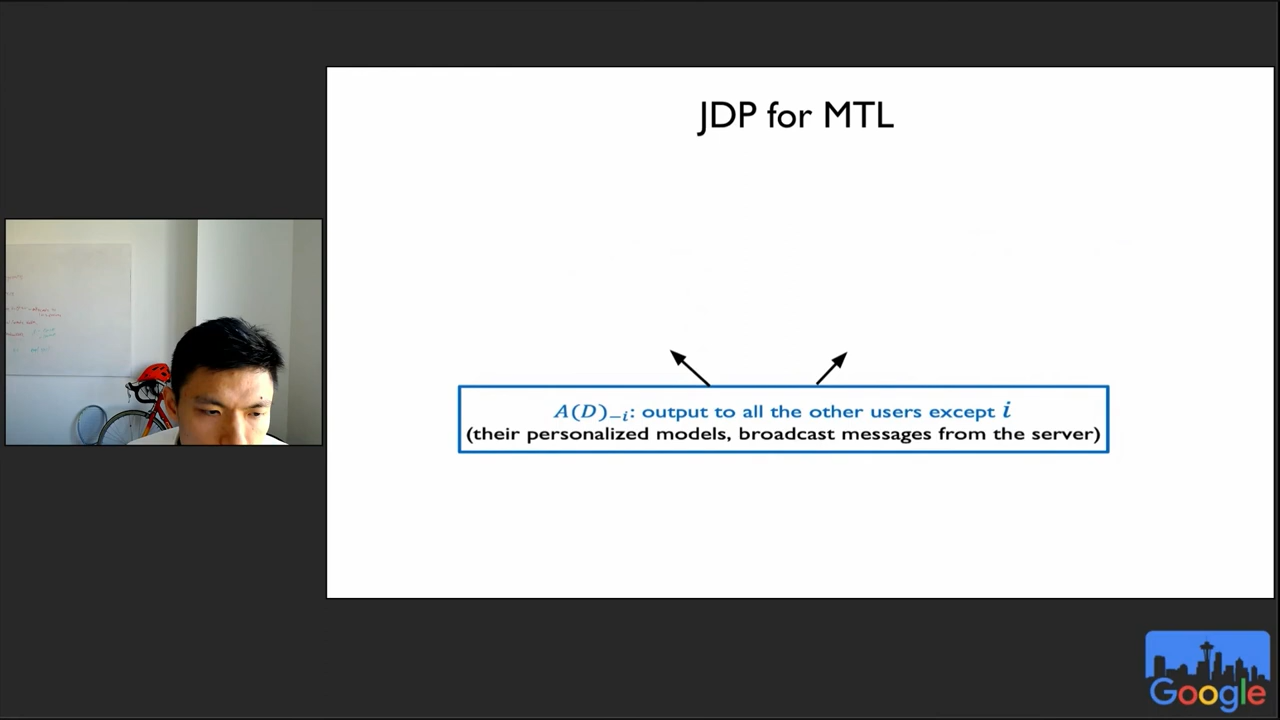 JDP for MTL
A(D)₋ᵢ: output to all the other users except i
(their personalized models, broadcast messages from the server)
Google